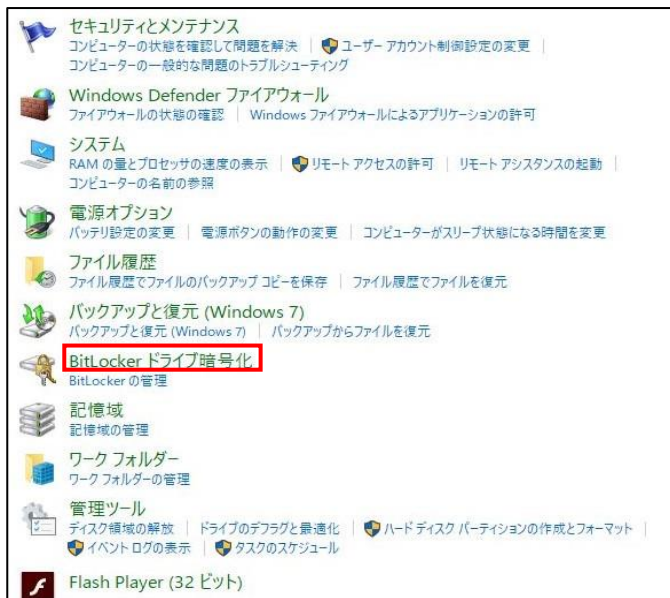 セキュリティとメンテナンス
コンピューターの状態を確認して問題を解決 | ユーザー アカウント制御設定の変更 |
コンピューターの一般的な問題のトラブルシューティング
Windows Defender ファイアウォール
ファイアウォールの状態の確認 | Windows ファイアウォールによるアプリケーションの許可
システム
RAM の量とプロセッサの速度の表示 | リモート アクセスの許可 | リモート アシスタンスの起動 |
コンピューターの名前の参照
電源オプション
バッテリ設定の変更 | 電源ボタンの動作の変更 | コンピューターがスリープ状態になる時間を変更
ファイル履歴
ファイル履歴でファイルのバックアップ コピーを保存 | ファイル履歴でファイルを復元
バックアップと復元 (Windows 7)
バックアップと復元 (Windows 7) | バックアップからファイルを復元
BitLocker ドライブ暗号化
BitLocker の管理
記憶域
記憶域の管理
ワーク フォルダー
ワーク フォルダーの管理
管理ツール
ディスク領域の解放 | ドライブのデフラグと最適化 | ハード ディスク パーティションの作成とフォーマット |
イベント ログの表示 | タスクのスケジュール
Flash Player (32 ビット)